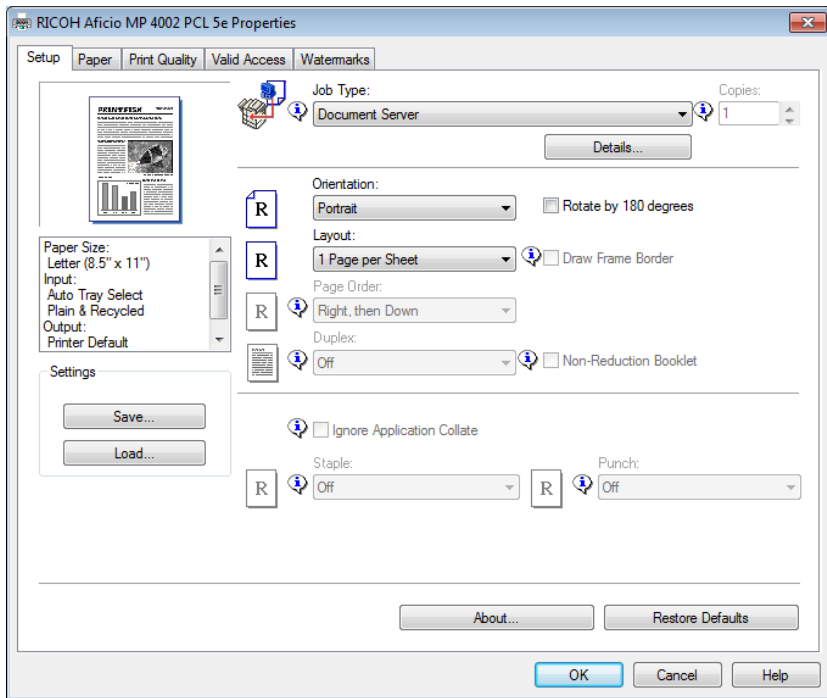 RICOH Aficio MP 4002 PCL 5e Properties
Setup
Paper
Print Quality
Valid Access
Watermarks
Job Type:
Document Server
Copies:
1
Details...
Orientation:
Portrait
Rotate by 180 degrees
Layout:
1 Page per Sheet
Draw Frame Border
Page Order:
Right, then Down
Duplex:
Off
Non-Reduction Booklet
Paper Size:
Letter (8.5" x 11")
Input:
Auto Tray Select
Plain & Recycled
Output:
Printer Default
Settings
Save...
Load...
Ignore Application Collate
Staple:
Off
Punch:
Off
R
R
R
R
R
About...
Restore Defaults
OK
Cancel
Help